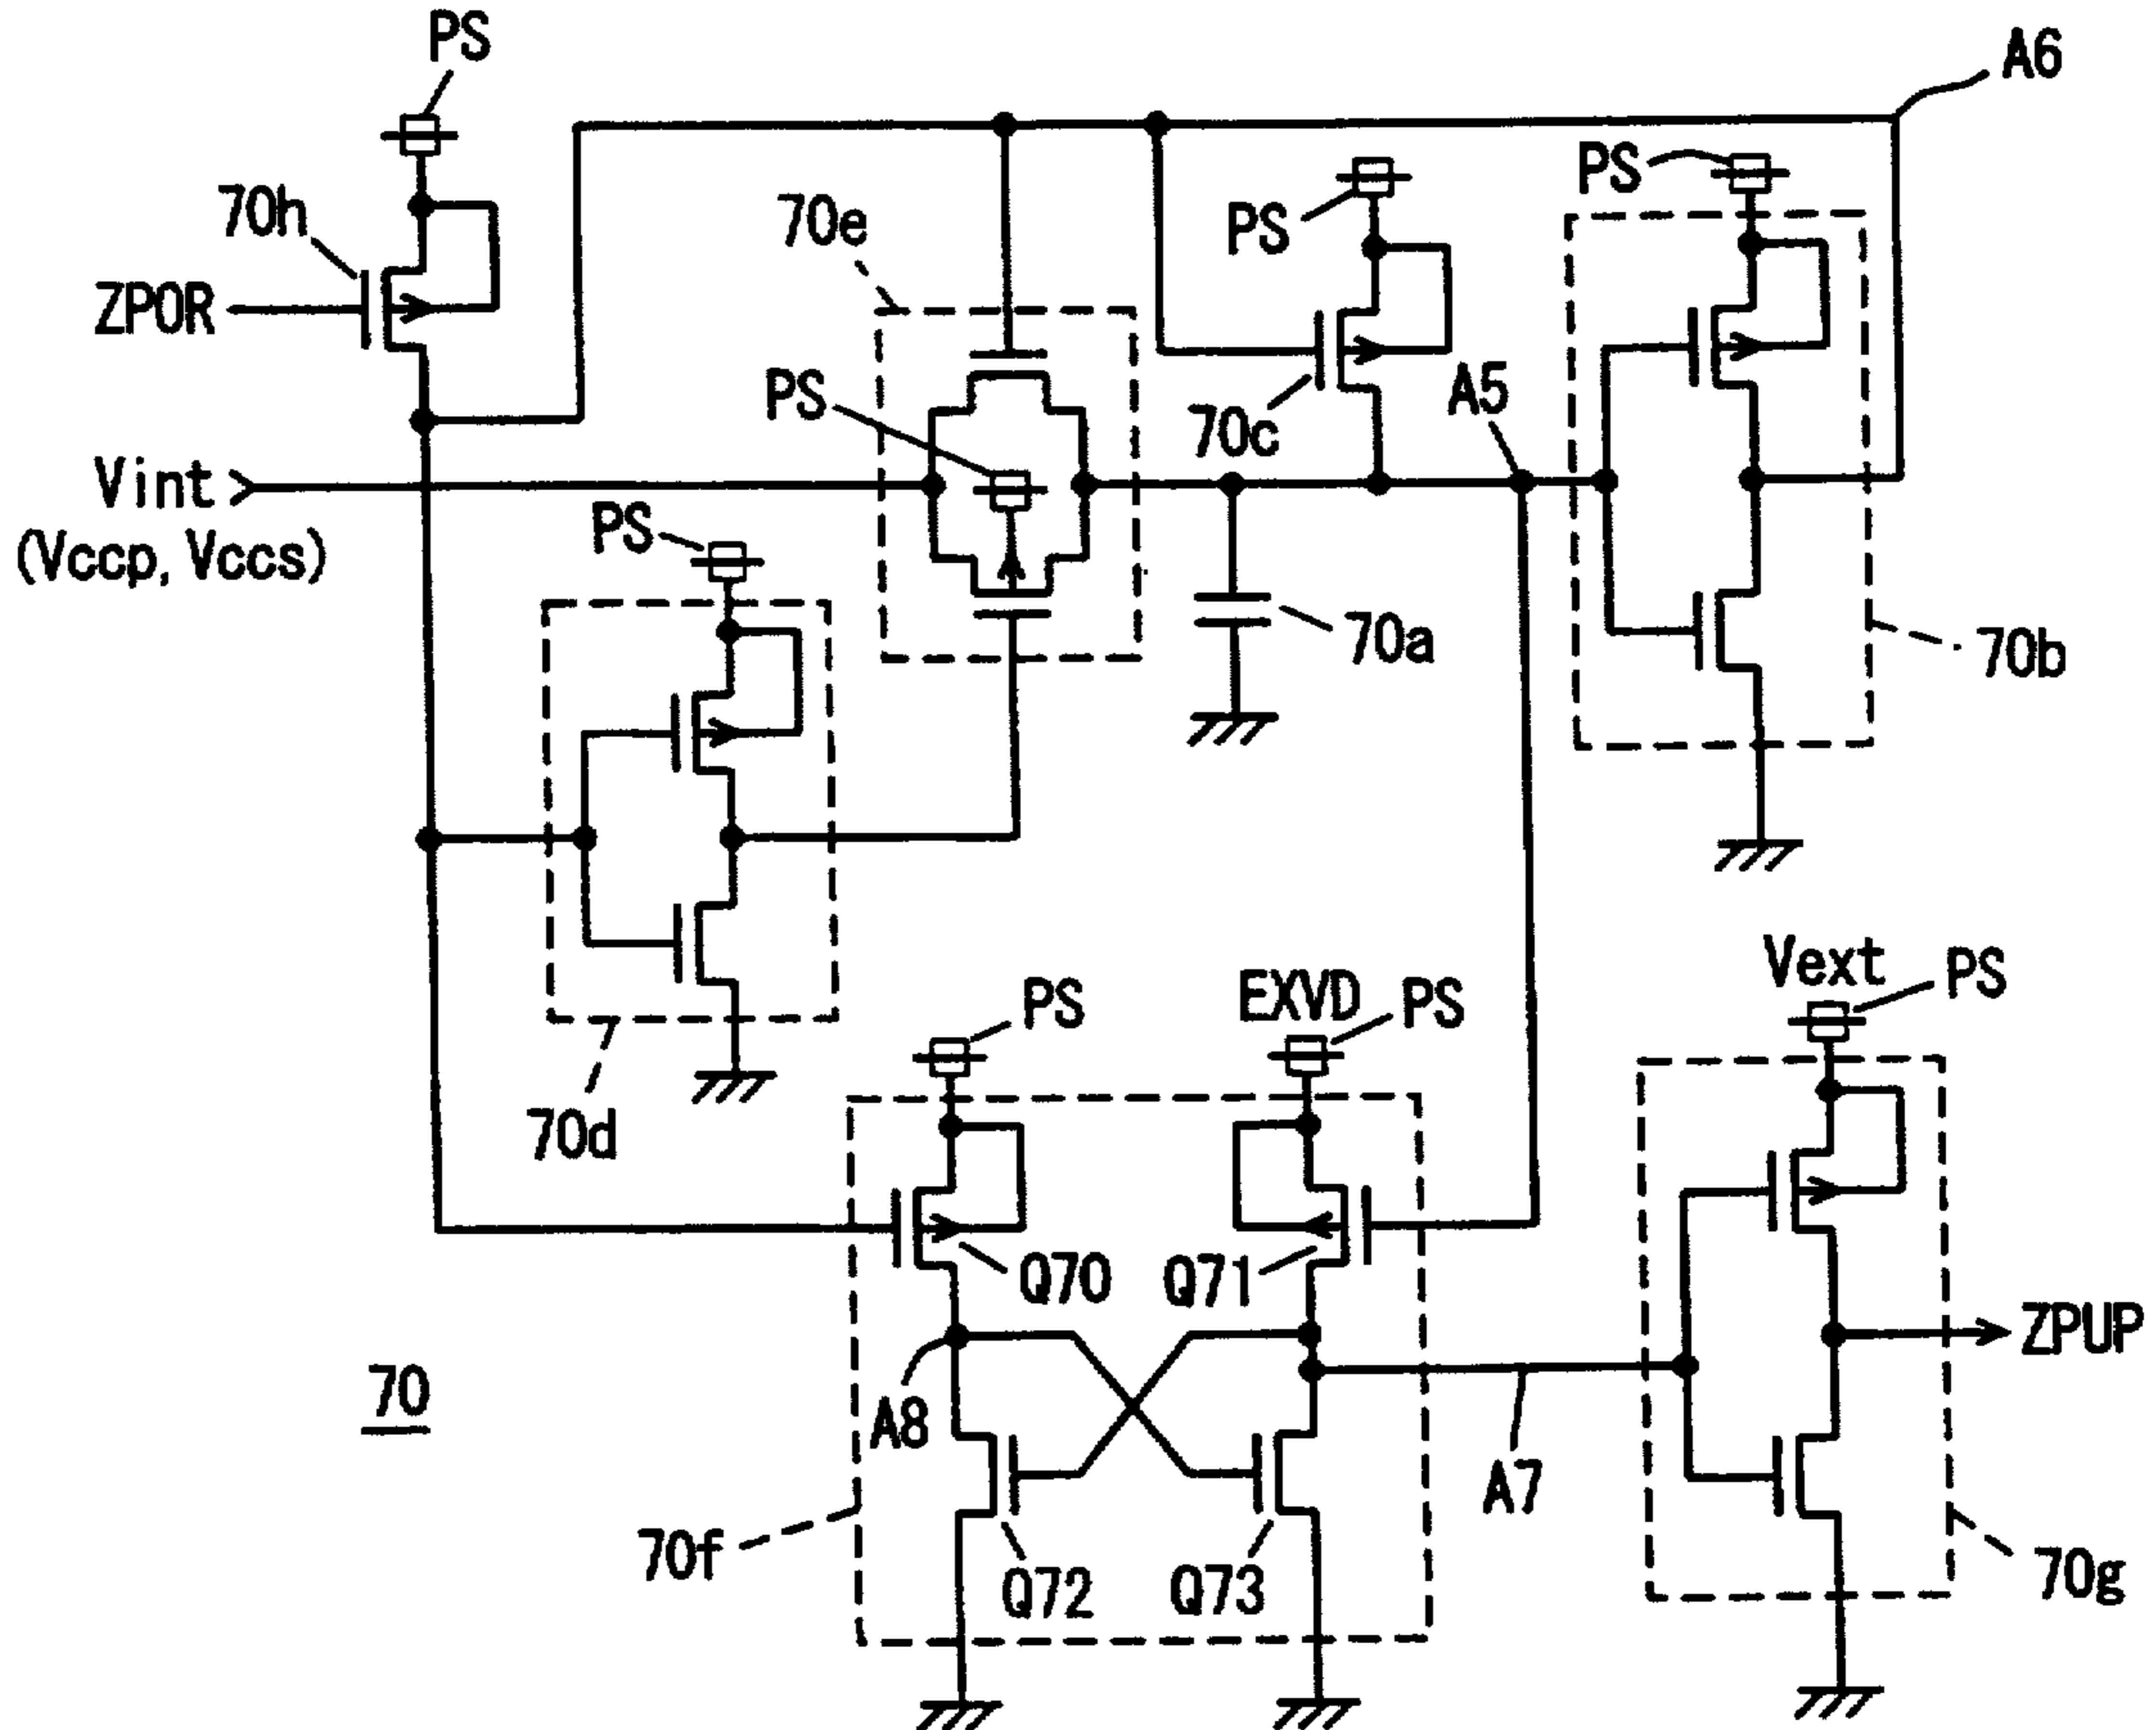 PS
A6
PS
70h
70e
PS
ZPOR
PS
A5
70c
Vint
(Vccp, Vccs)
PS
70a
70b
Vext
PS
EXVD
PS
PS
70d
Q70
Q71
ZPUP
70
A8
A7
70f
Q72
Q73
70g